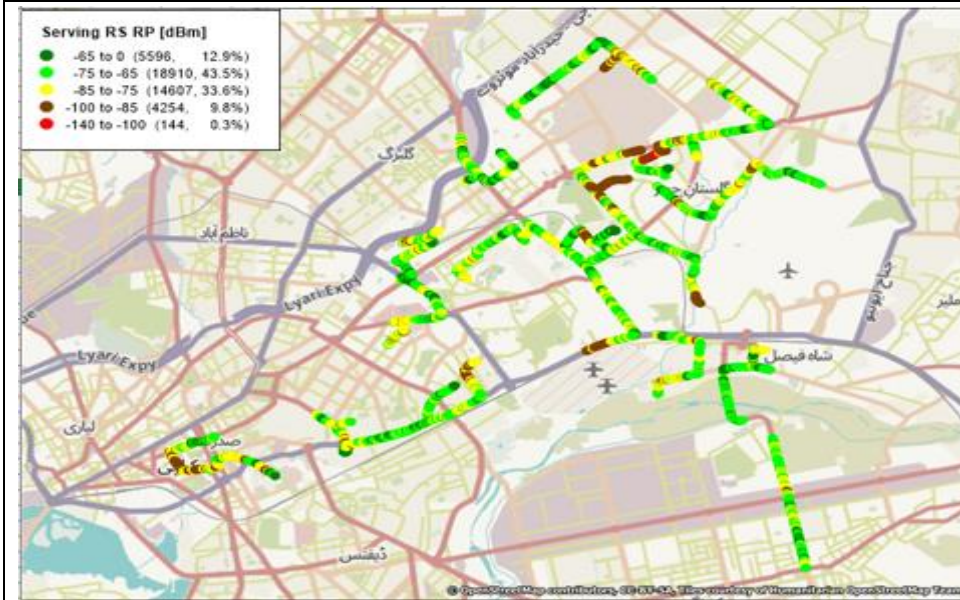 Serving RS RP [dBm]
-65 to 0 (5596, 12.9%)
-75 to -65 (18910, 43.5%)
-85 to -75 (14607, 33.6%)
-100 to -85 (4254, 9.8%)
-140 to -100 (144, 0.3%)
گلبرگ
ناظم آباد
Lyari Expy
Lyari Expy
شاہ فیصل
لیاری
صدر
ڈیفنس
© OpenStreetMap contributors, CC-BY-SA, Tiles courtesy of Humanitarian OpenStreetMap Team